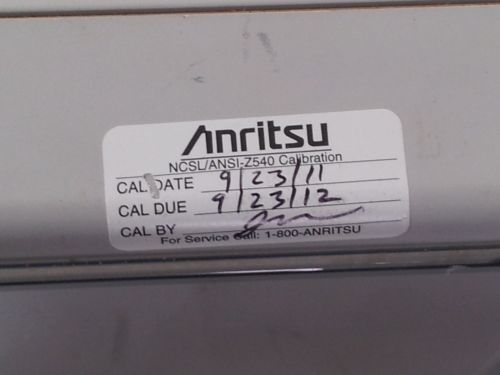 Anritsu
NCSL/ANSI-Z540 Calibration
CAL DATE 9/23/11
CAL DUE 9/23/12
CAL BY
For Service Call: 1-800-ANRITSU